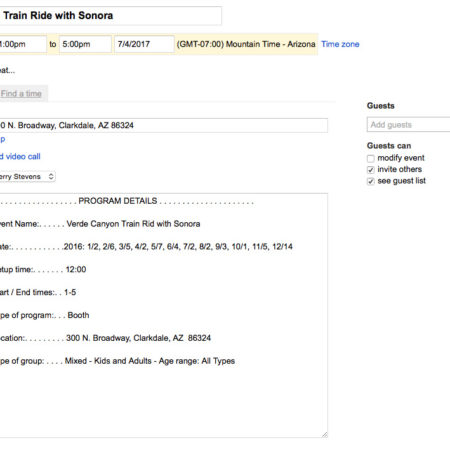 Train Ride with Sonora
1:00pm to 5:00pm 7/4/2017 (GMT-07:00) Mountain Time - Arizona Time zone
eat...
Find a time
0 N. Broadway, Clarkdale, AZ 86324
p
d video call
erry Stevens
. . . . . . . . . . . . . . . . . . PROGRAM DETAILS . . . . . . . . . . . . . . . . . . . . .
vent Name:. . . . . . Verde Canyon Train Rid with Sonora
ate:. . . . . . . . . . . .2016: 1/2, 2/6, 3/5, 4/2, 5/7, 6/4, 7/2, 8/2, 9/3, 10/1, 11/5, 12/14
etup time:. . . . . . . 12:00
tart / End times:. . 1-5
ype of program:. . . Booth
ocation:. . . . . . . . . 300 N. Broadway, Clarkdale, AZ 86324
ype of group: . . . . Mixed - Kids and Adults - Age range: All Types
Guests
Add guests
Guests can
modify event
invite others
see guest list